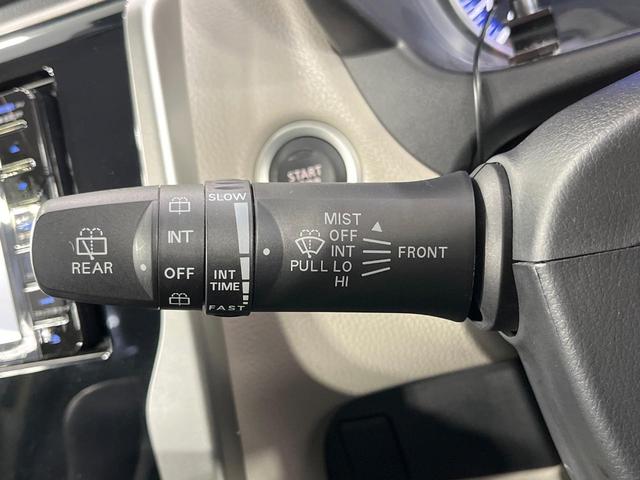 START
SLOW
INT
OFF
REAR
INT
TIME
FAST
MIST
OFF
INT
PULL LO
HI
FRONT